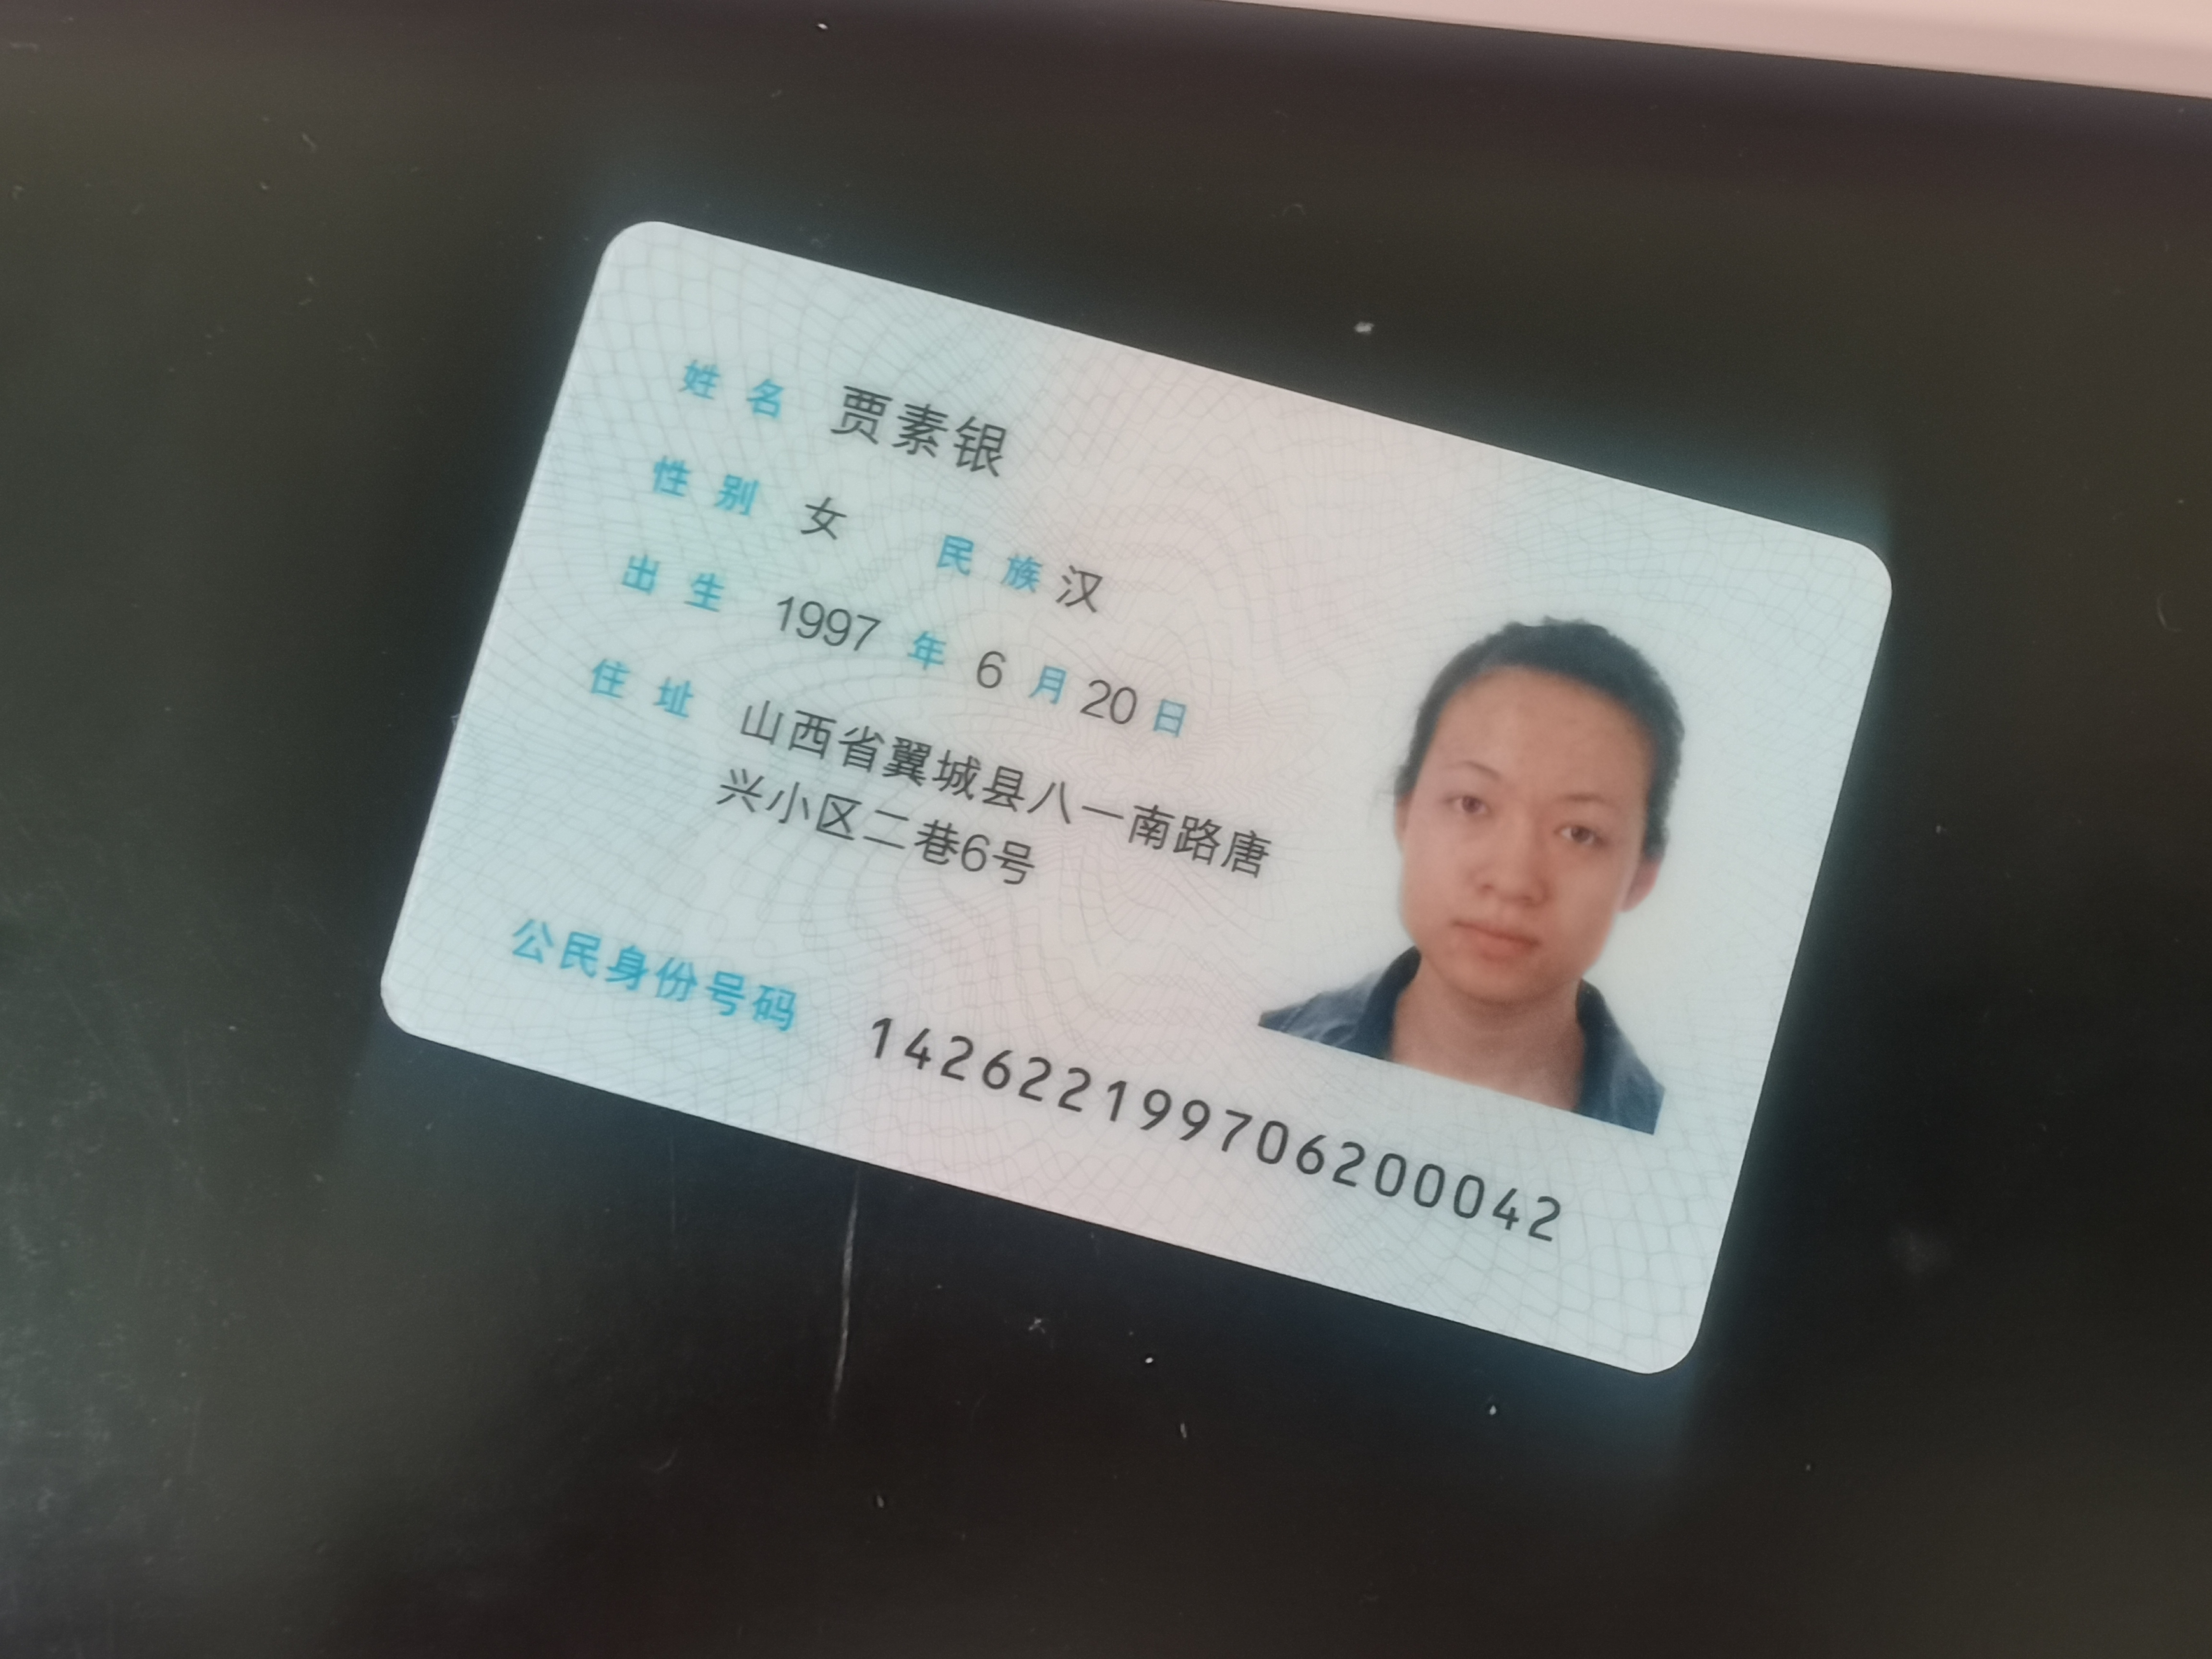 姓名 贾素银
性别 女 民族 汉
出生 1997 年 6 月 20 日
住址 山西省翼城县八一南路唐
兴小区二巷6号
公民身份号码 142622199706200042